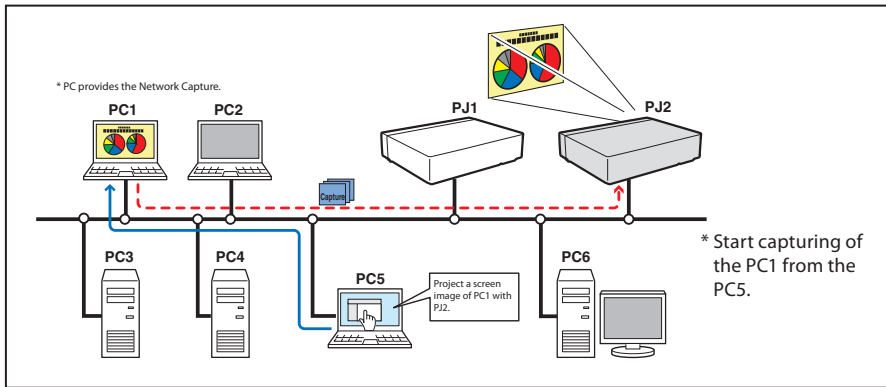 * PC provides the Network Capture.
PC1
PC2
PJ1
PJ2
Capture
PC3
PC4
PC5
Project a screen
image of PC1 with
PJ2.
PC6
* Start capturing of
the PC1 from the
PC5.